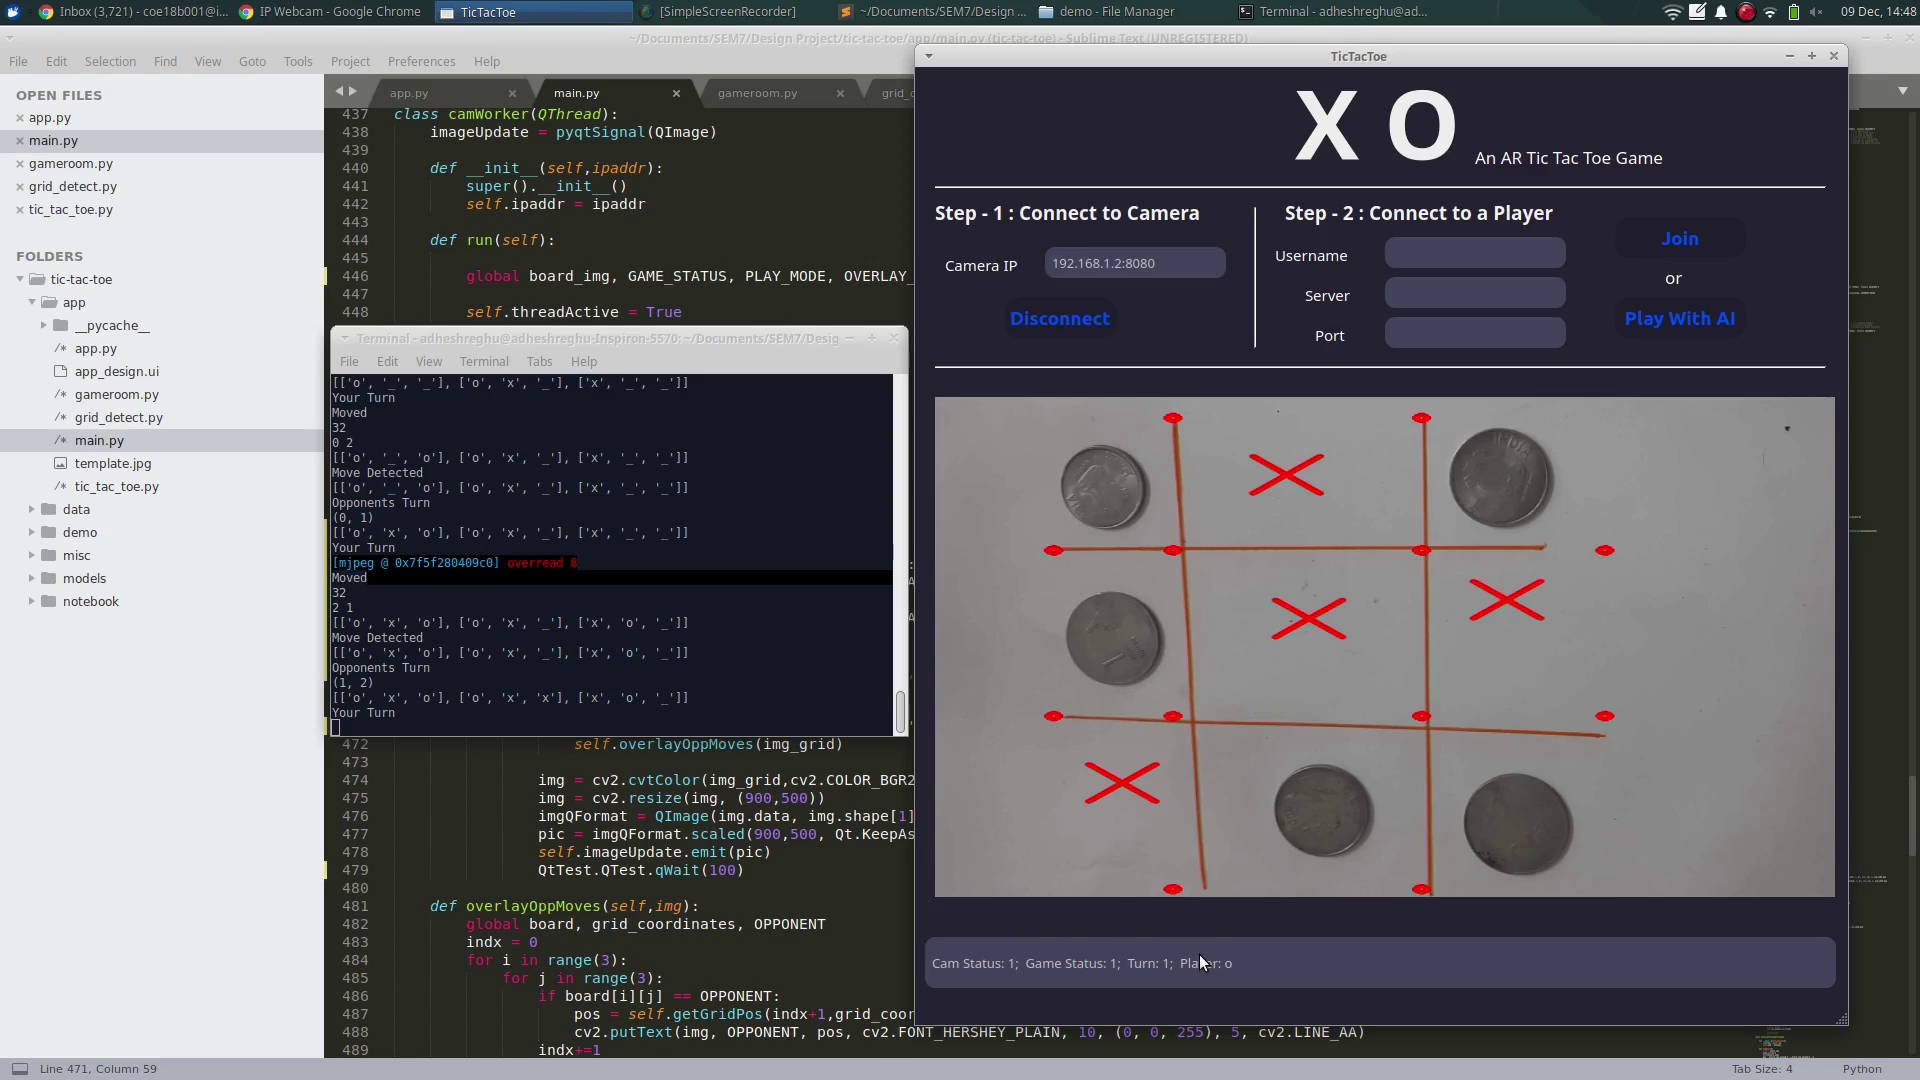 Inbox (3,721) - coe18b001@i...
IP Webcam - Google Chrome
TicTacToe
[SimpleScreenRecorder]
~/Documents/SEM7/Design ...
demo - File Manager
Terminal - adheshreghu@ad...
09 Dec, 14:48
~/Documents/SEM7/Design Project/tic-tac-toe/app/main.py (tic-tac-toe) - Sublime Text (UNREGISTERED)
File Edit Selection Find View Goto Tools Project Preferences Help
OPEN FILES
app.py
main.py
gameroom.py
grid_detect.py
tic_tac_toe.py
FOLDERS
tic-tac-toe
app
__pycache__
app.py
app_design.ui
gameroom.py
grid_detect.py
main.py
template.jpg
tic_tac_toe.py
data
demo
misc
models
notebook
app.py
main.py
gameroom.py
grid_d
437 class camWorker(QThread):
438 imageUpdate = pyqtSignal(QImage)
439
440 def __init__(self,ipaddr):
441 super().__init__()
442 self.ipaddr = ipaddr
443
444 def run(self):
445
446 global board_img, GAME_STATUS, PLAY_MODE, OVERLAY_
447
448 self.threadActive = True
Terminal - adheshreghu@adheshreghu-Inspiron-5570: ~/Documents/SEM7/Desig
File Edit View Terminal Tabs Help
[['o', '_', '_'], ['o', 'x', '_'], ['x', '_', '_']]
Your Turn
Moved
32
0 2
[['o', '_', 'o'], ['o', 'x', '_'], ['x', '_', '_']]
Move Detected
[['o', '_', 'o'], ['o', 'x', '_'], ['x', '_', '_']]
Opponents Turn
(0, 1)
[['o', 'x', 'o'], ['o', 'x', '_'], ['x', '_', '_']]
Your Turn
[mjpeg @ 0x7f5f280409c0] overread 8
Moved
32
2 1
[['o', 'x', 'o'], ['o', 'x', '_'], ['x', 'o', '_']]
Move Detected
[['o', 'x', 'o'], ['o', 'x', '_'], ['x', 'o', '_']]
Opponents Turn
(1, 2)
[['o', 'x', 'o'], ['o', 'x', 'x'], ['x', 'o', '_']]
Your Turn
472 self.overlayOppMoves(img_grid)
473
474 img = cv2.cvtColor(img_grid,cv2.COLOR_BGR2
475 img = cv2.resize(img, (900,500))
476 imgQFormat = QImage(img.data, img.shape[1]
477 pic = imgQFormat.scaled(900,500, Qt.KeepAs
478 self.imageUpdate.emit(pic)
479 QtTest.QTest.qWait(100)
480
481 def overlayOppMoves(self,img):
482 global board, grid_coordinates, OPPONENT
483 indx = 0
484 for i in range(3):
485 for j in range(3):
486 if board[i][j] == OPPONENT:
487 pos = self.getGridPos(indx+1,grid_coor
488 cv2.putText(img, OPPONENT, pos, cv2.FONT_HERSHEY_PLAIN, 10, (0, 0, 255), 5, cv2.LINE_AA)
489 indx+=1
TicTacToe
X O An AR Tic Tac Toe Game
Step - 1 : Connect to Camera
Camera IP 192.168.1.2:8080
Disconnect
Step - 2 : Connect to a Player
Username
Server
Port
Join
or
Play With AI
Cam Status: 1; Game Status: 1; Turn: 1; Player: o
Line 471, Column 59
Tab Size: 4
Python